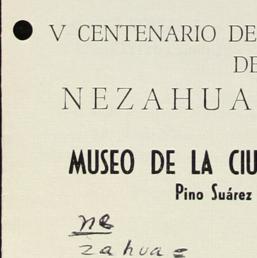 V CENTENARIO DE
DE
NEZAHUA
MUSEO DE LA CIU
Pino Suárez
ne
zahua=